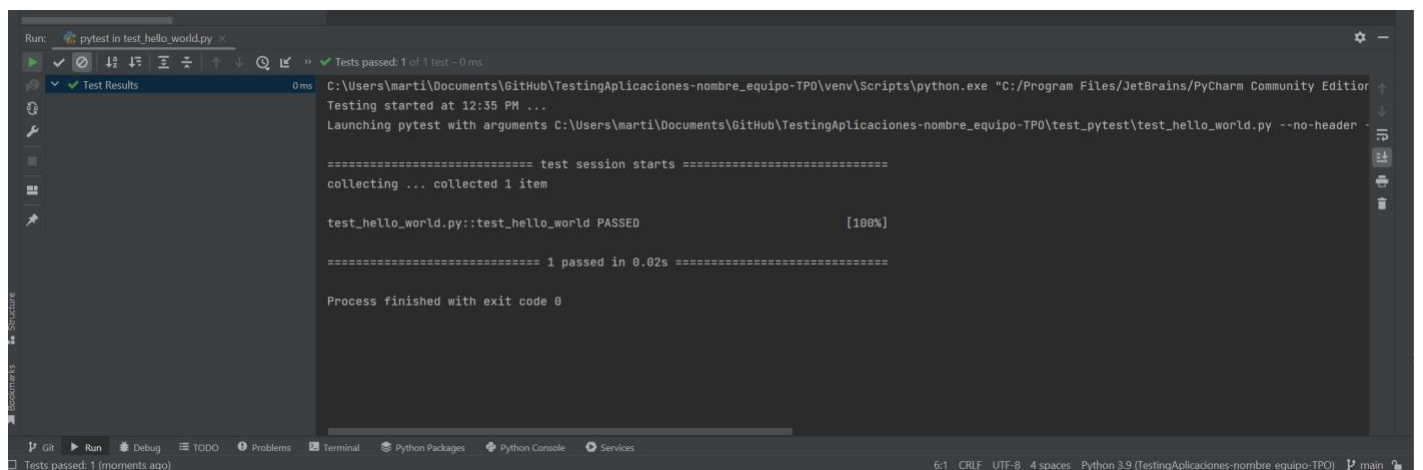 Run: pytest in test_hello_world.py ×
» Tests passed: 1 of 1 test – 0 ms
Test Results 0 ms
C:\Users\marti\Documents\GitHub\TestingAplicaciones-nombre_equipo-TPO\venv\Scripts\python.exe "C:/Program Files/JetBrains/PyCharm Community Edition
Testing started at 12:35 PM ...
Launching pytest with arguments C:\Users\marti\Documents\GitHub\TestingAplicaciones-nombre_equipo-TPO\test_pytest\test_hello_world.py --no-header -
============================= test session starts =============================
collecting ... collected 1 item
test_hello_world.py::test_hello_world PASSED [100%]
============================== 1 passed in 0.02s ==============================
Process finished with exit code 0
Structure
Bookmarks
Git Run Debug TODO Problems Terminal Python Packages Python Console Services
Tests passed: 1 (moments ago) 6:1 CRLF UTF-8 4 spaces Python 3.9 (TestingAplicaciones-nombre equipo-TPO) main